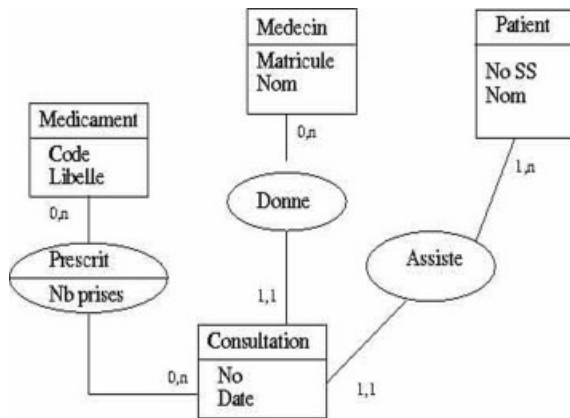 Medecin
Matricule
Nom
Patient
No SS
Nom
Medicament
Code
Libelle
0,n
0,n
1,n
Donne
Prescrit
Nb prises
Assiste
1,1
Consultation
No
Date
0,n
1,1